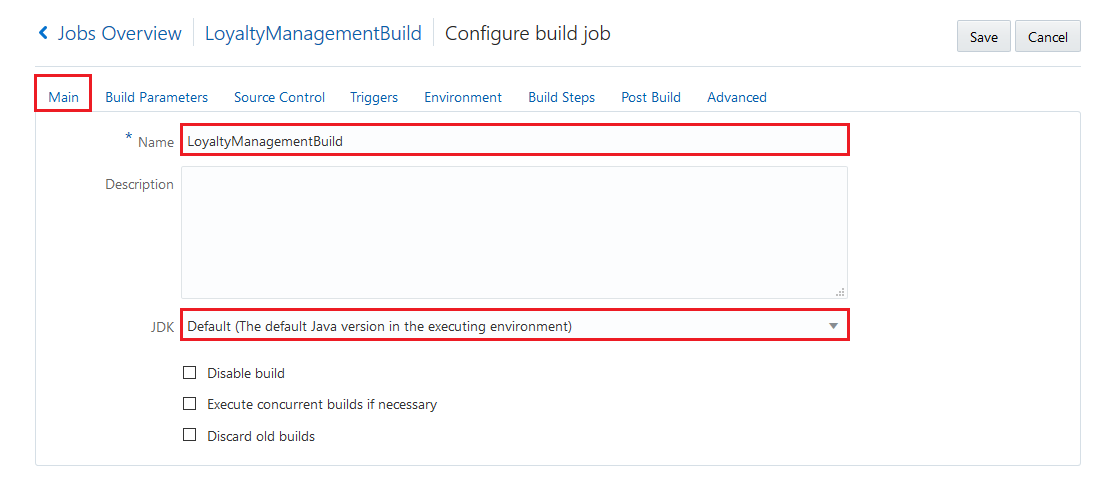 Jobs Overview LoyaltyManagementBuild Configure build job Save Cancel
Main Build Parameters Source Control Triggers Environment Build Steps Post Build Advanced
* Name LoyaltyManagementBuild
Description
JDK Default (The default Java version in the executing environment)
Disable build
Execute concurrent builds if necessary
Discard old builds